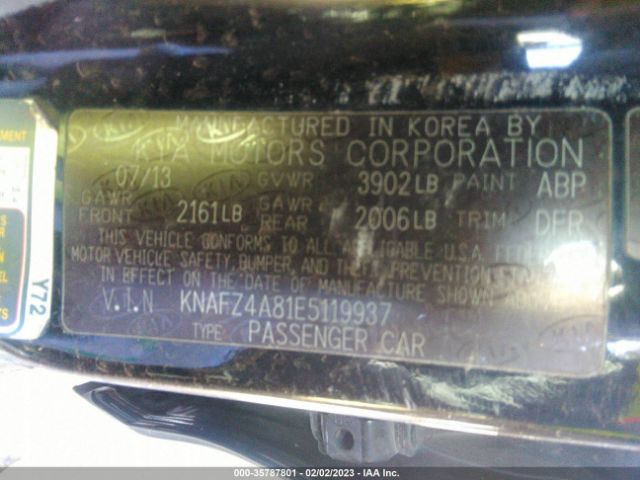 MANUFACTURED IN KOREA BY
KIA MOTORS CORPORATION
07/13 GVWR 3902LB PAINT ABP
GAWR FRONT 2161LB GAWR REAR 2006LB TRIM DFR
THIS VEHICLE CONFORMS TO ALL APPLICABLE U.S.A.
MOTOR VEHICLE SAFETY, BUMPER, AND THEFT PREVENTION
IN EFFECT ON THE DATE OF MANUFACTURE SHOWN
V.I.N KNAFZ4A81E5119937
TYPE PASSENGER CAR
Y72
000-35787801 - 02/02/2023 - IAA Inc.